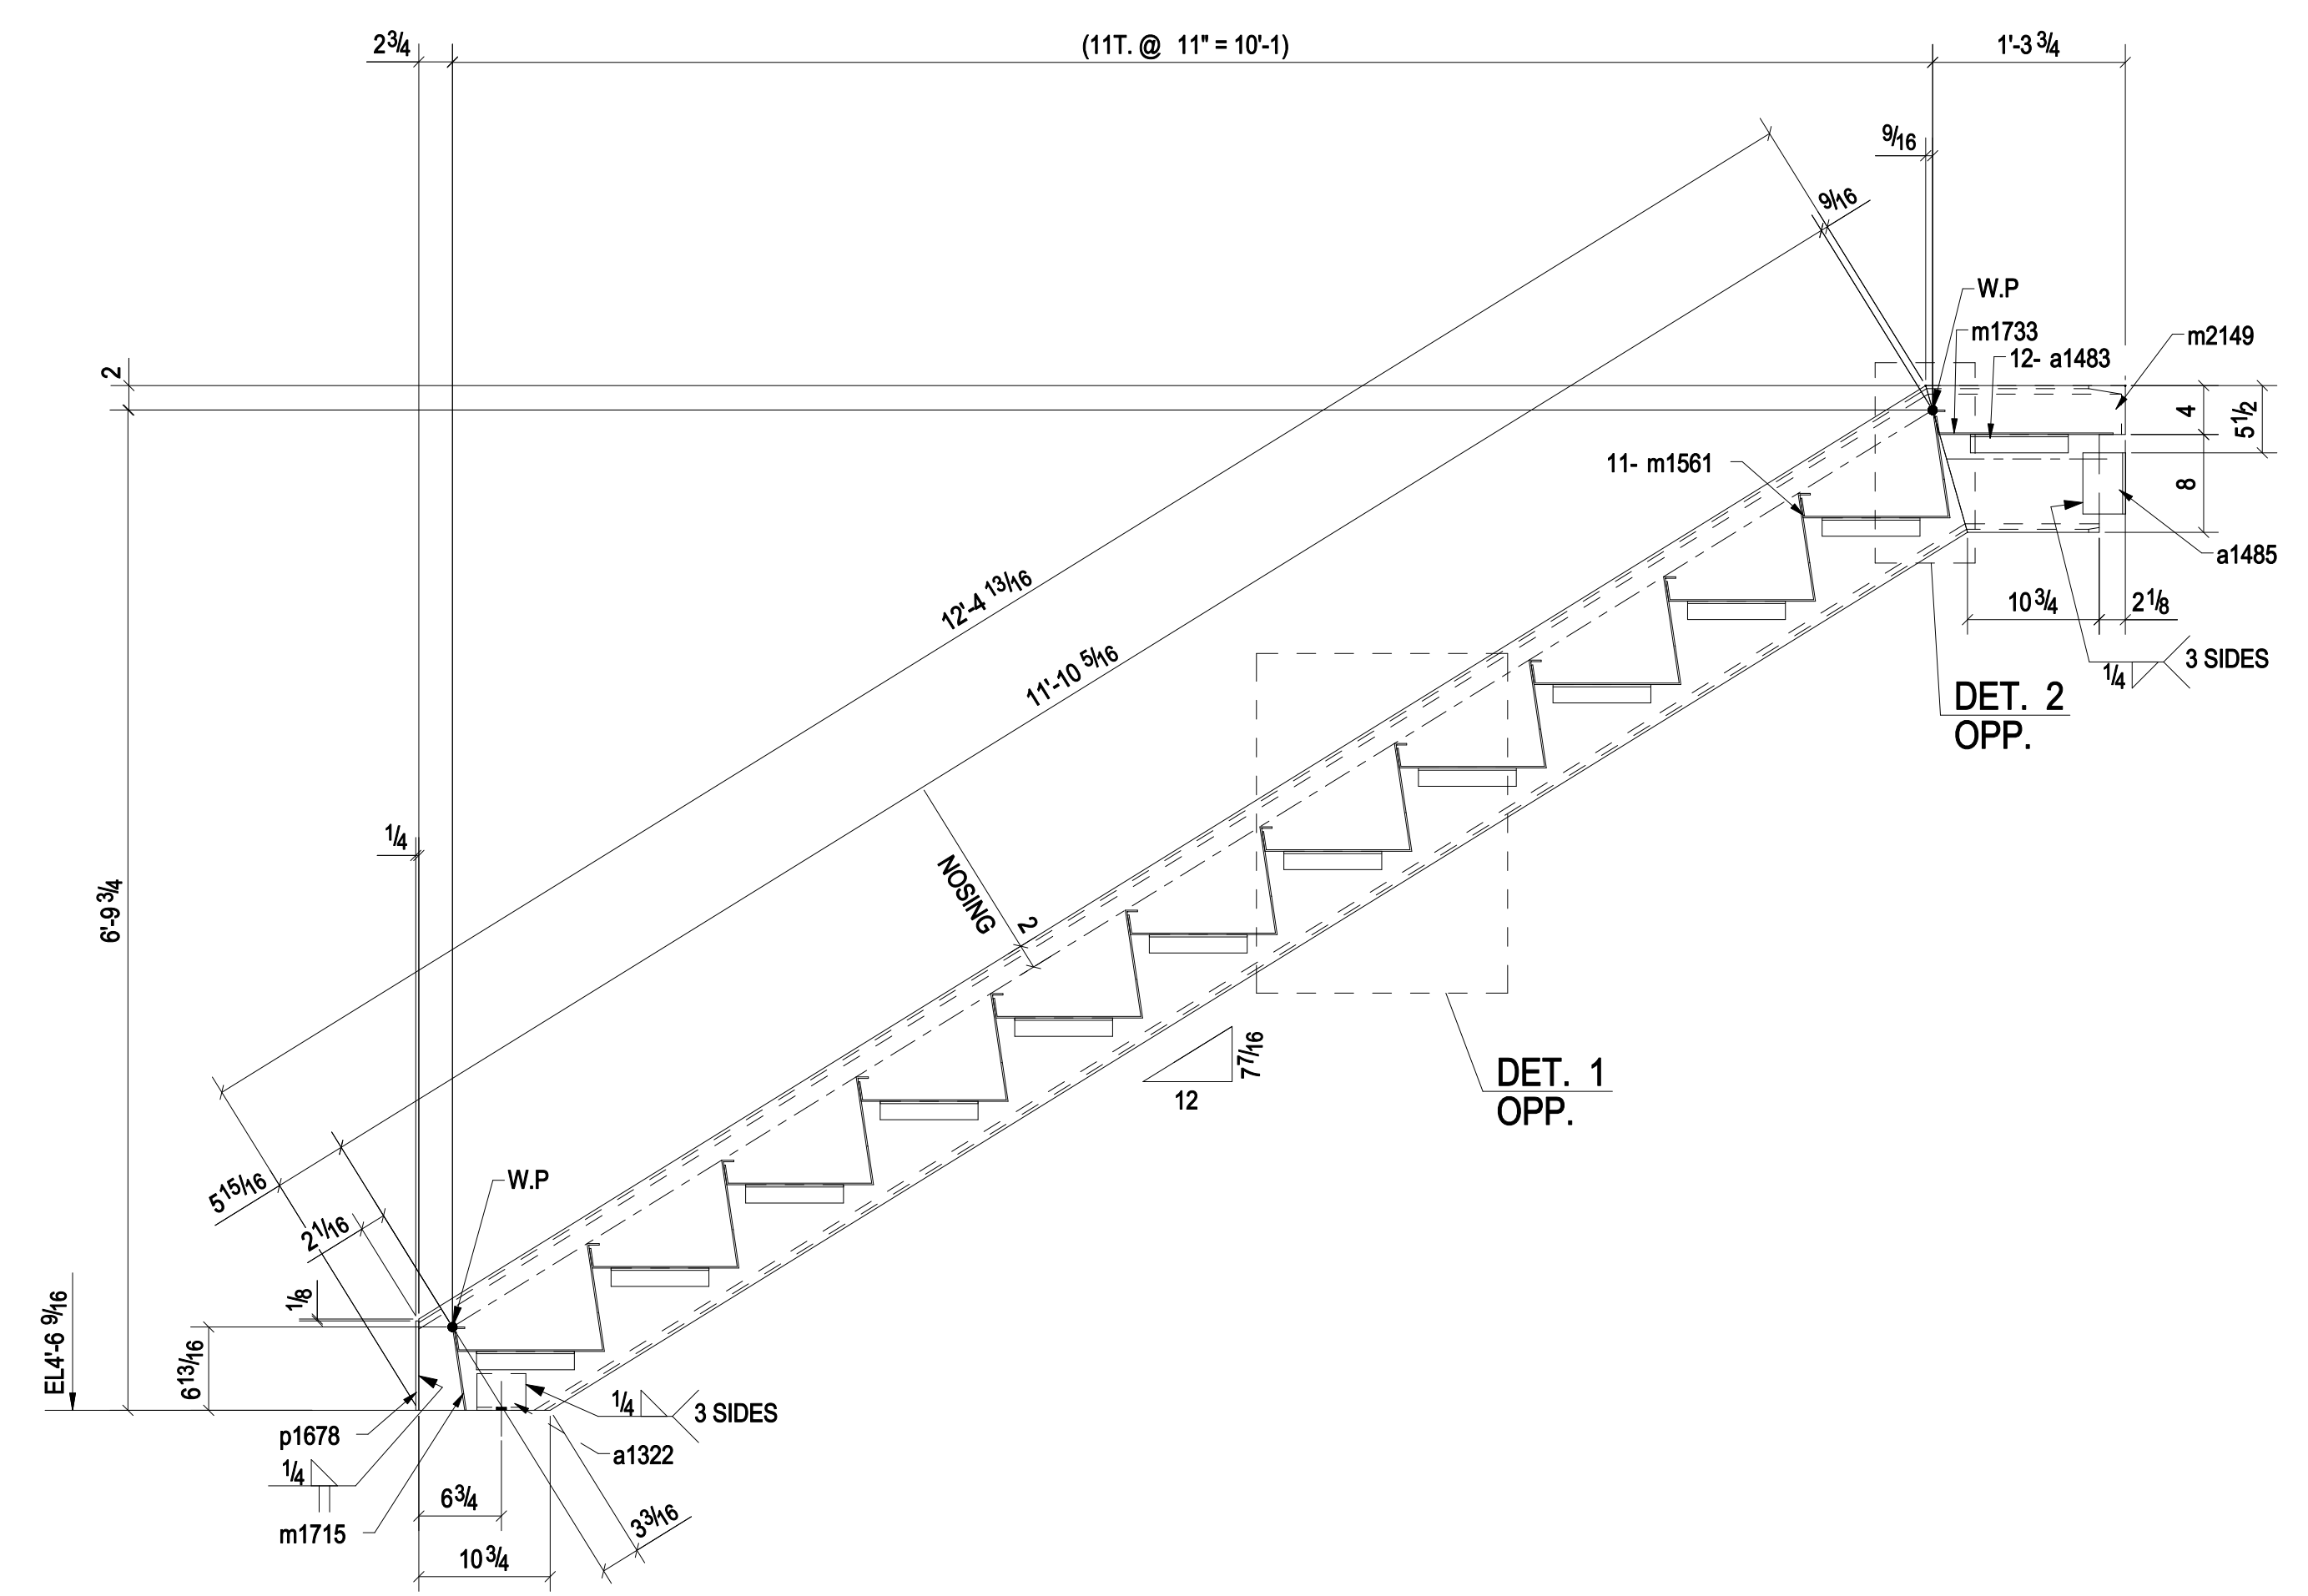 2 3/4
(11T. @ 11" = 10'-1)
1'-3 3/4
9/16
9/16
W.P
m1733
m2149
12- a1483
2
4
5 1/2
11- m1561
8
a1485
12'-4 13/16
10 3/4
2 1/8
11'-10 5/16
3 SIDES
1/4
DET. 2
OPP.
1/4
NOSING
2
6'-9 3/4
7 7/16
12
DET. 1
OPP.
5 15/16
W.P
2 1/16
1/8
EL4'-6 9/16
6 13/16
1/4
3 SIDES
p1678
a1322
1/4
6 3/4
m1715
3 3/16
10 3/4